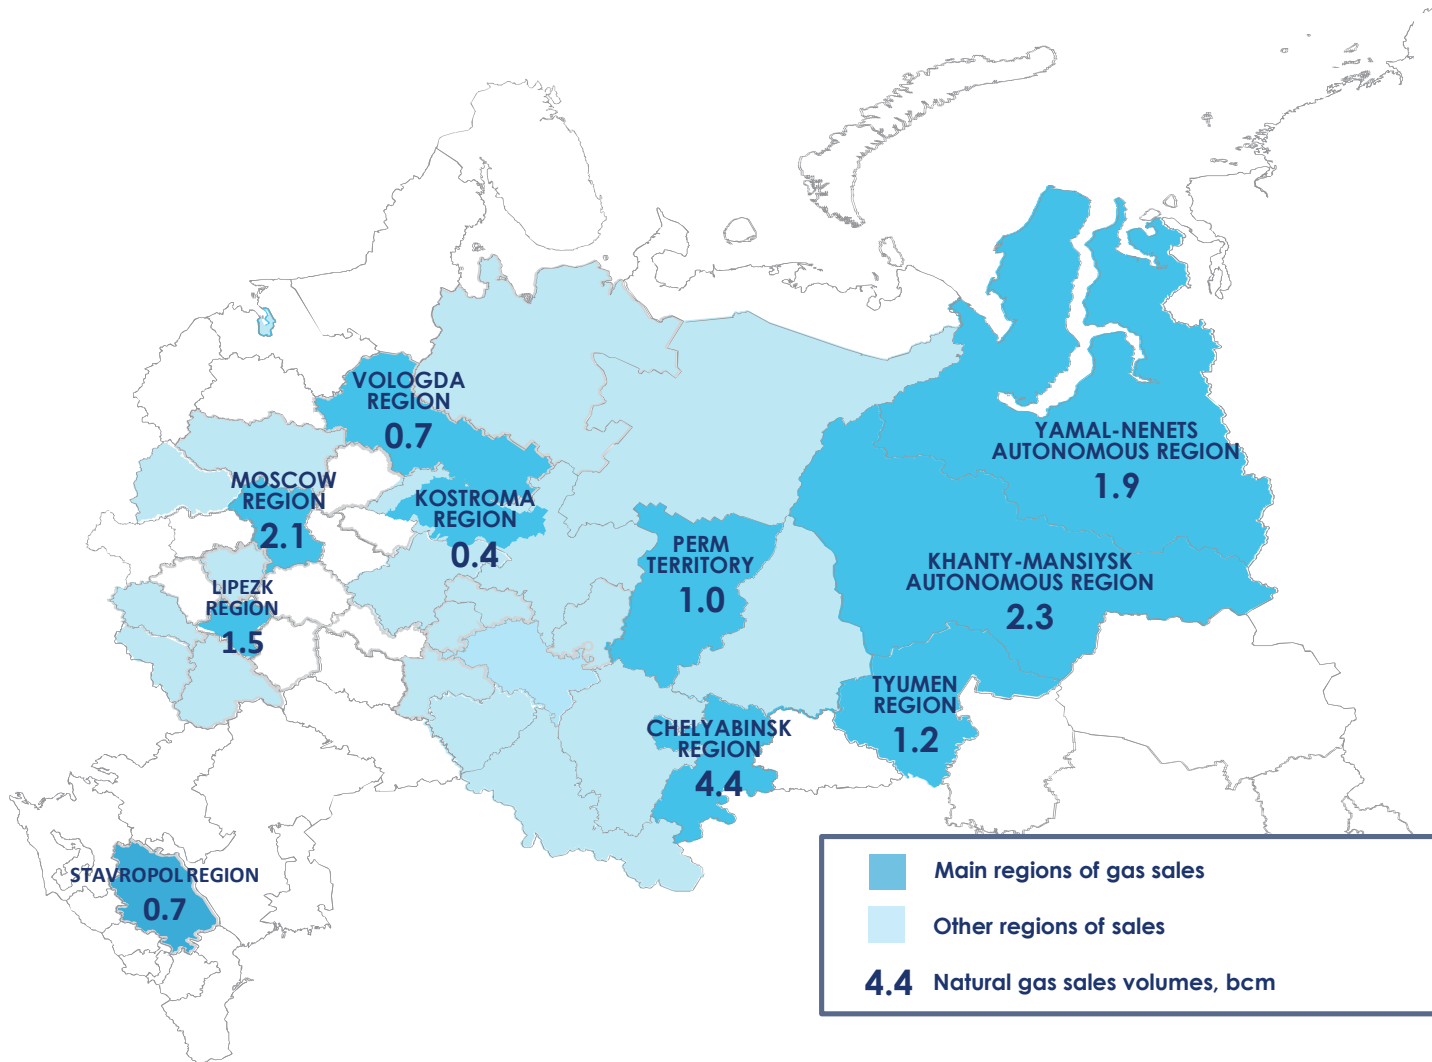 VOLOGDA
REGION
0.7
YAMAL-NENETS
AUTONOMOUS REGION
1.9
MOSCOW
REGION
2.1
KOSTROMA
REGION
0.4
PERM
TERRITORY
1.0
KHANTY-MANSIYSK
AUTONOMOUS REGION
2.3
LIPEZK
REGION
1.5
TYUMEN
REGION
1.2
CHELYABINSK
REGION
4.4
STAVROPOL REGION
0.7
Main regions of gas sales
Other regions of sales
4.4 Natural gas sales volumes, bcm